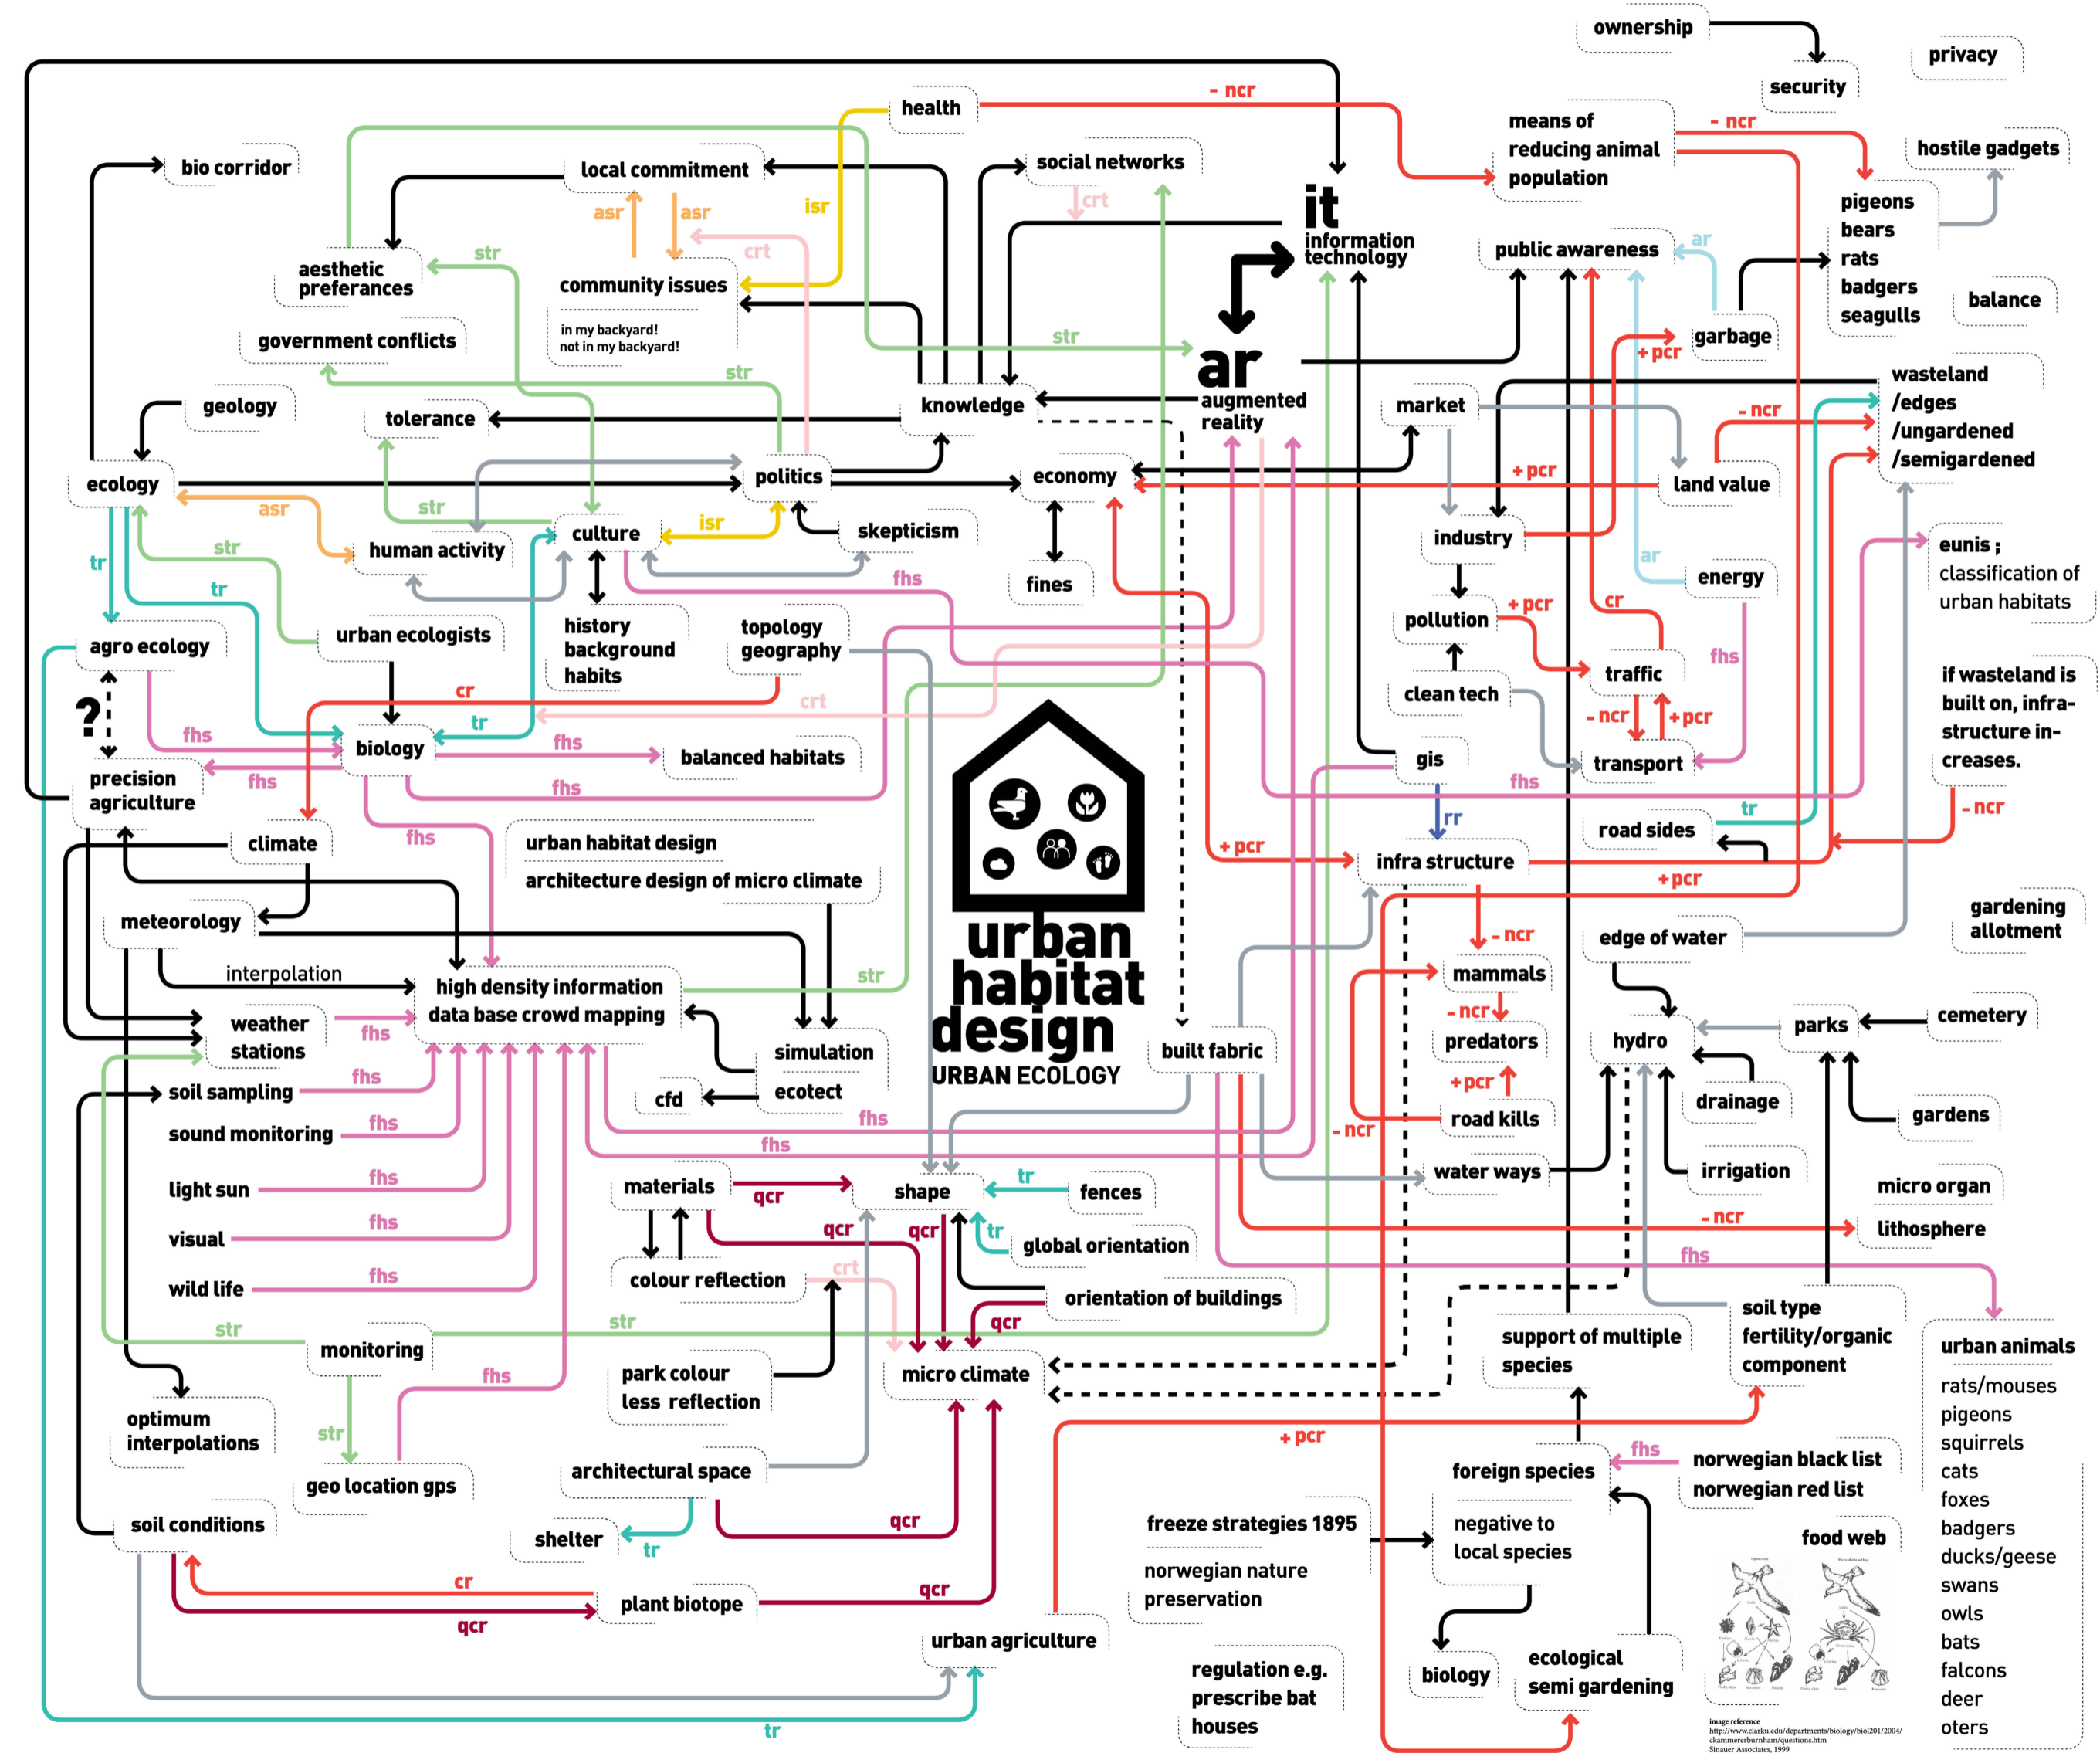 ownership
privacy
security
health
- ncr
means of
reducing animal
population
- ncr
hostile gadgets
bio corridor
local commitment
social networks
crt
isr
asr
asr
crt
it
information
technology
pigeons
bears
rats
badgers
seagulls
public awareness
ar
balance
garbage
+ pcr
aesthetic
preferances
str
community issues
in my backyard!
not in my backyard!
government conflicts
str
str
ar
augmented
reality
geology
tolerance
knowledge
market
- ncr
wasteland
/edges
/ungardened
/semigardened
ecology
politics
economy
+ pcr
land value
asr
str
isr
human activity
culture
skepticism
industry
fines
eunis ;
classification of
urban habitats
tr
str
tr
fhs
ar
energy
urban ecologists
history
background
habits
topology
geography
pollution
+ pcr
cr
agro ecology
traffic
fhs
if wasteland is
built on, infra-
structure in-
creases.
clean tech
- ncr
+ pcr
?
cr
crt
fhs
tr
biology
fhs
balanced habitats
gis
transport
fhs
precision
agriculture
fhs
fhs
fhs
rr
road sides
tr
- ncr
climate
urban habitat design
architecture design of micro climate
+ pcr
infra structure
+ pcr
meteorology
urban
habitat
design
URBAN ECOLOGY
- ncr
edge of water
gardening
allotment
interpolation
high density information
data base crowd mapping
str
mammals
- ncr
weather
stations
fhs
simulation
ecotect
cfd
built fabric
predators
hydro
parks
cemetery
soil sampling
fhs
+ pcr
road kills
- ncr
drainage
gardens
sound monitoring
fhs
fhs
fhs
light sun
fhs
materials
qcr
shape
tr
fences
water ways
irrigation
micro organ
lithosphere
- ncr
visual
fhs
qcr
qcr
tr
global orientation
fhs
wild life
fhs
colour reflection
crt
orientation of buildings
qcr
str
str
monitoring
support of multiple
species
soil type
fertility/organic
component
park colour
less reflection
micro climate
fhs
urban animals
rats/mouses
pigeons
squirrels
cats
foxes
badgers
ducks/geese
swans
owls
bats
falcons
deer
oters
optimum
interpolations
str
+ pcr
geo location gps
architectural space
foreign species
negative to
local species
fhs
norwegian black list
norwegian red list
soil conditions
shelter
tr
qcr
freeze strategies 1895
norwegian nature
preservation
food web
cr
qcr
plant biotope
qcr
urban agriculture
regulation e.g.
prescribe bat
houses
biology
ecological
semi gardening
tr
image reference
http://www.clarku.edu/departments/biology/biol201/2004/
ckammererburnham/questions.htm
Sinauer Associates, 1999